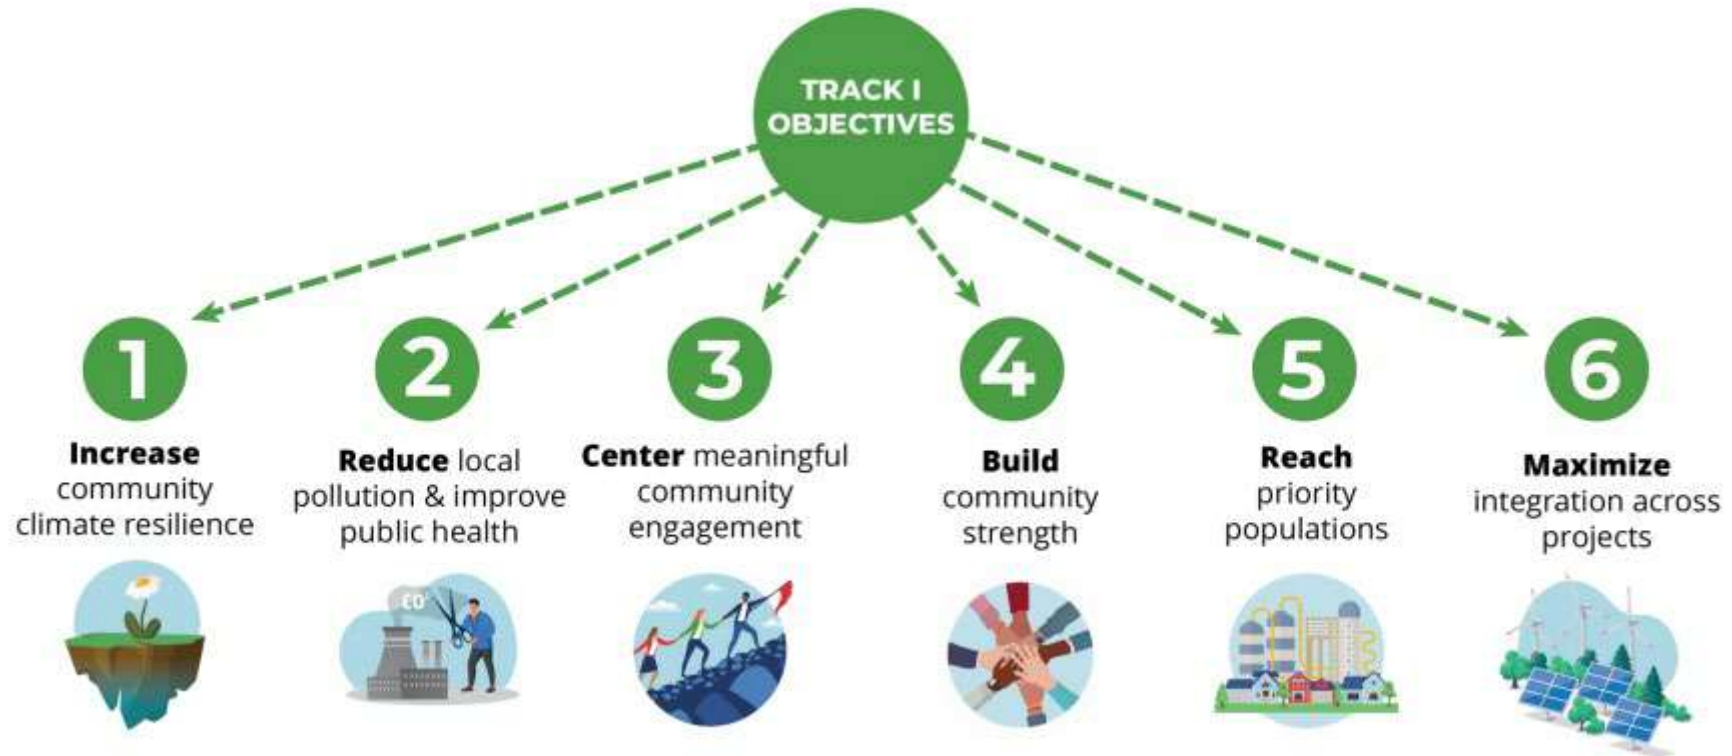 TRACK I
OBJECTIVES
1
Increase
community
climate resilience
2
Reduce local
pollution & improve
public health
CO
3
Center meaningful
community
engagement
4
Build
community
strength
5
Reach
priority
populations
6
Maximize
integration across
projects